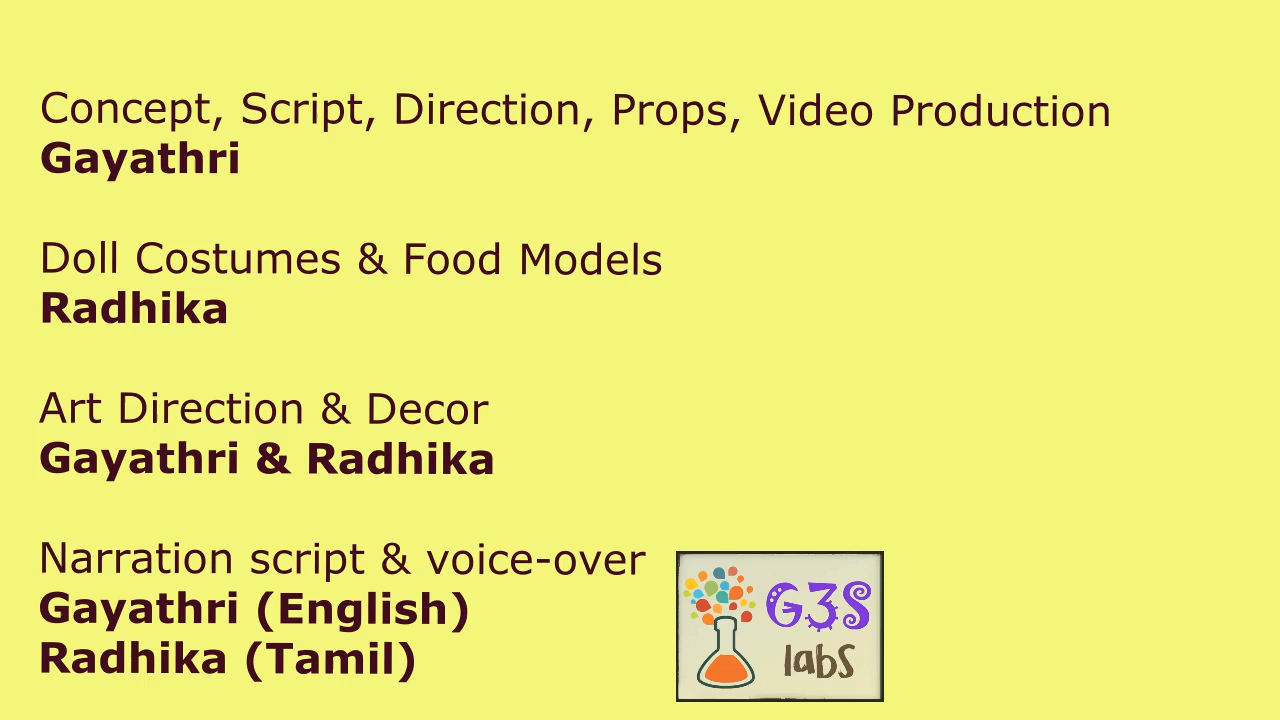 Concept, Script, Direction, Props, Video Production
Gayathri
Doll Costumes & Food Models
Radhika
Art Direction & Decor
Gayathri & Radhika
Narration script & voice-over
Gayathri (English)
Radhika (Tamil)
G3S
labs